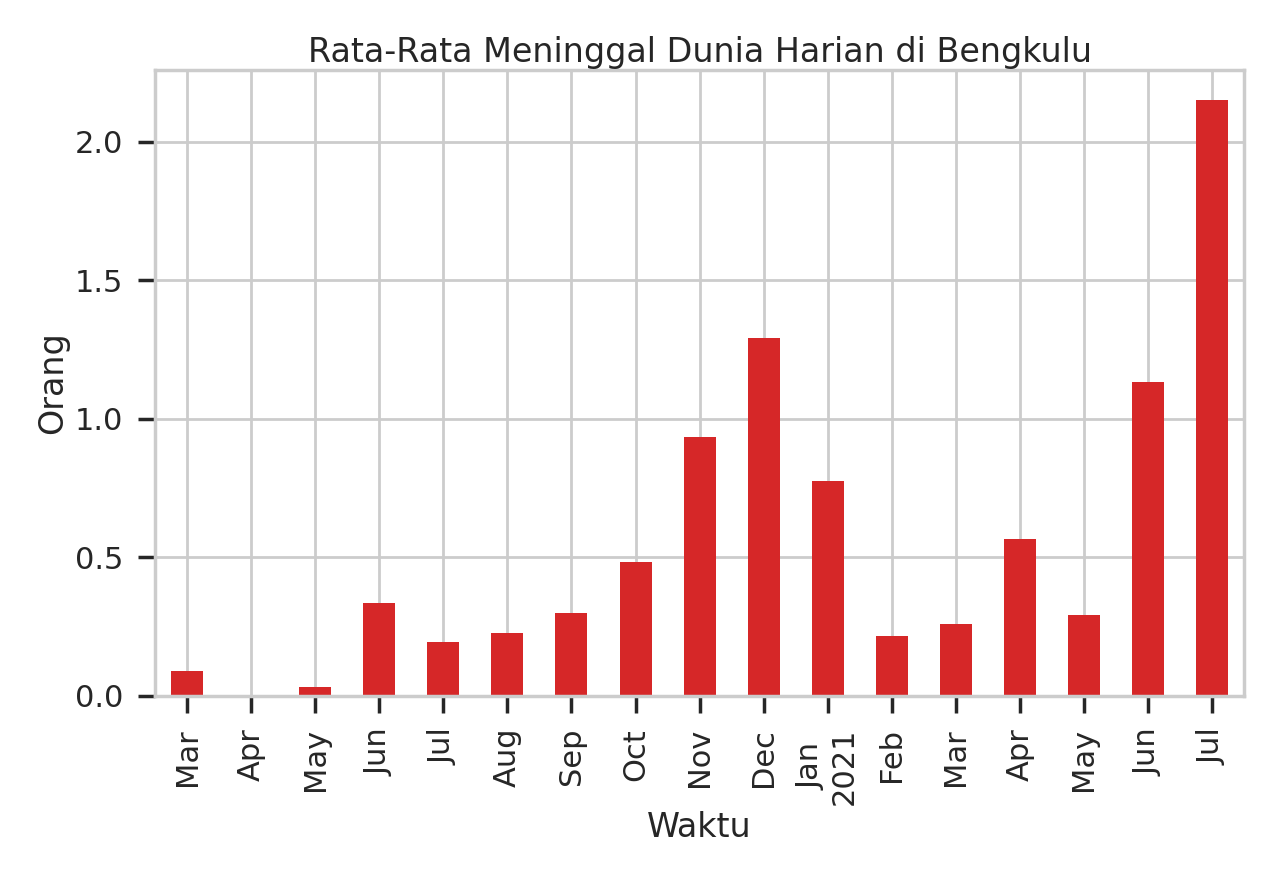 Rata-Rata Meninggal Dunia Harian di Bengkulu
Orang
2.0
1.5
1.0
0.5
0.0
Mar
Apr
May
Jun
Jul
Aug
Sep
Oct
Nov
Dec
Jan
2021
Feb
Mar
Apr
May
Jun
Jul
Waktu